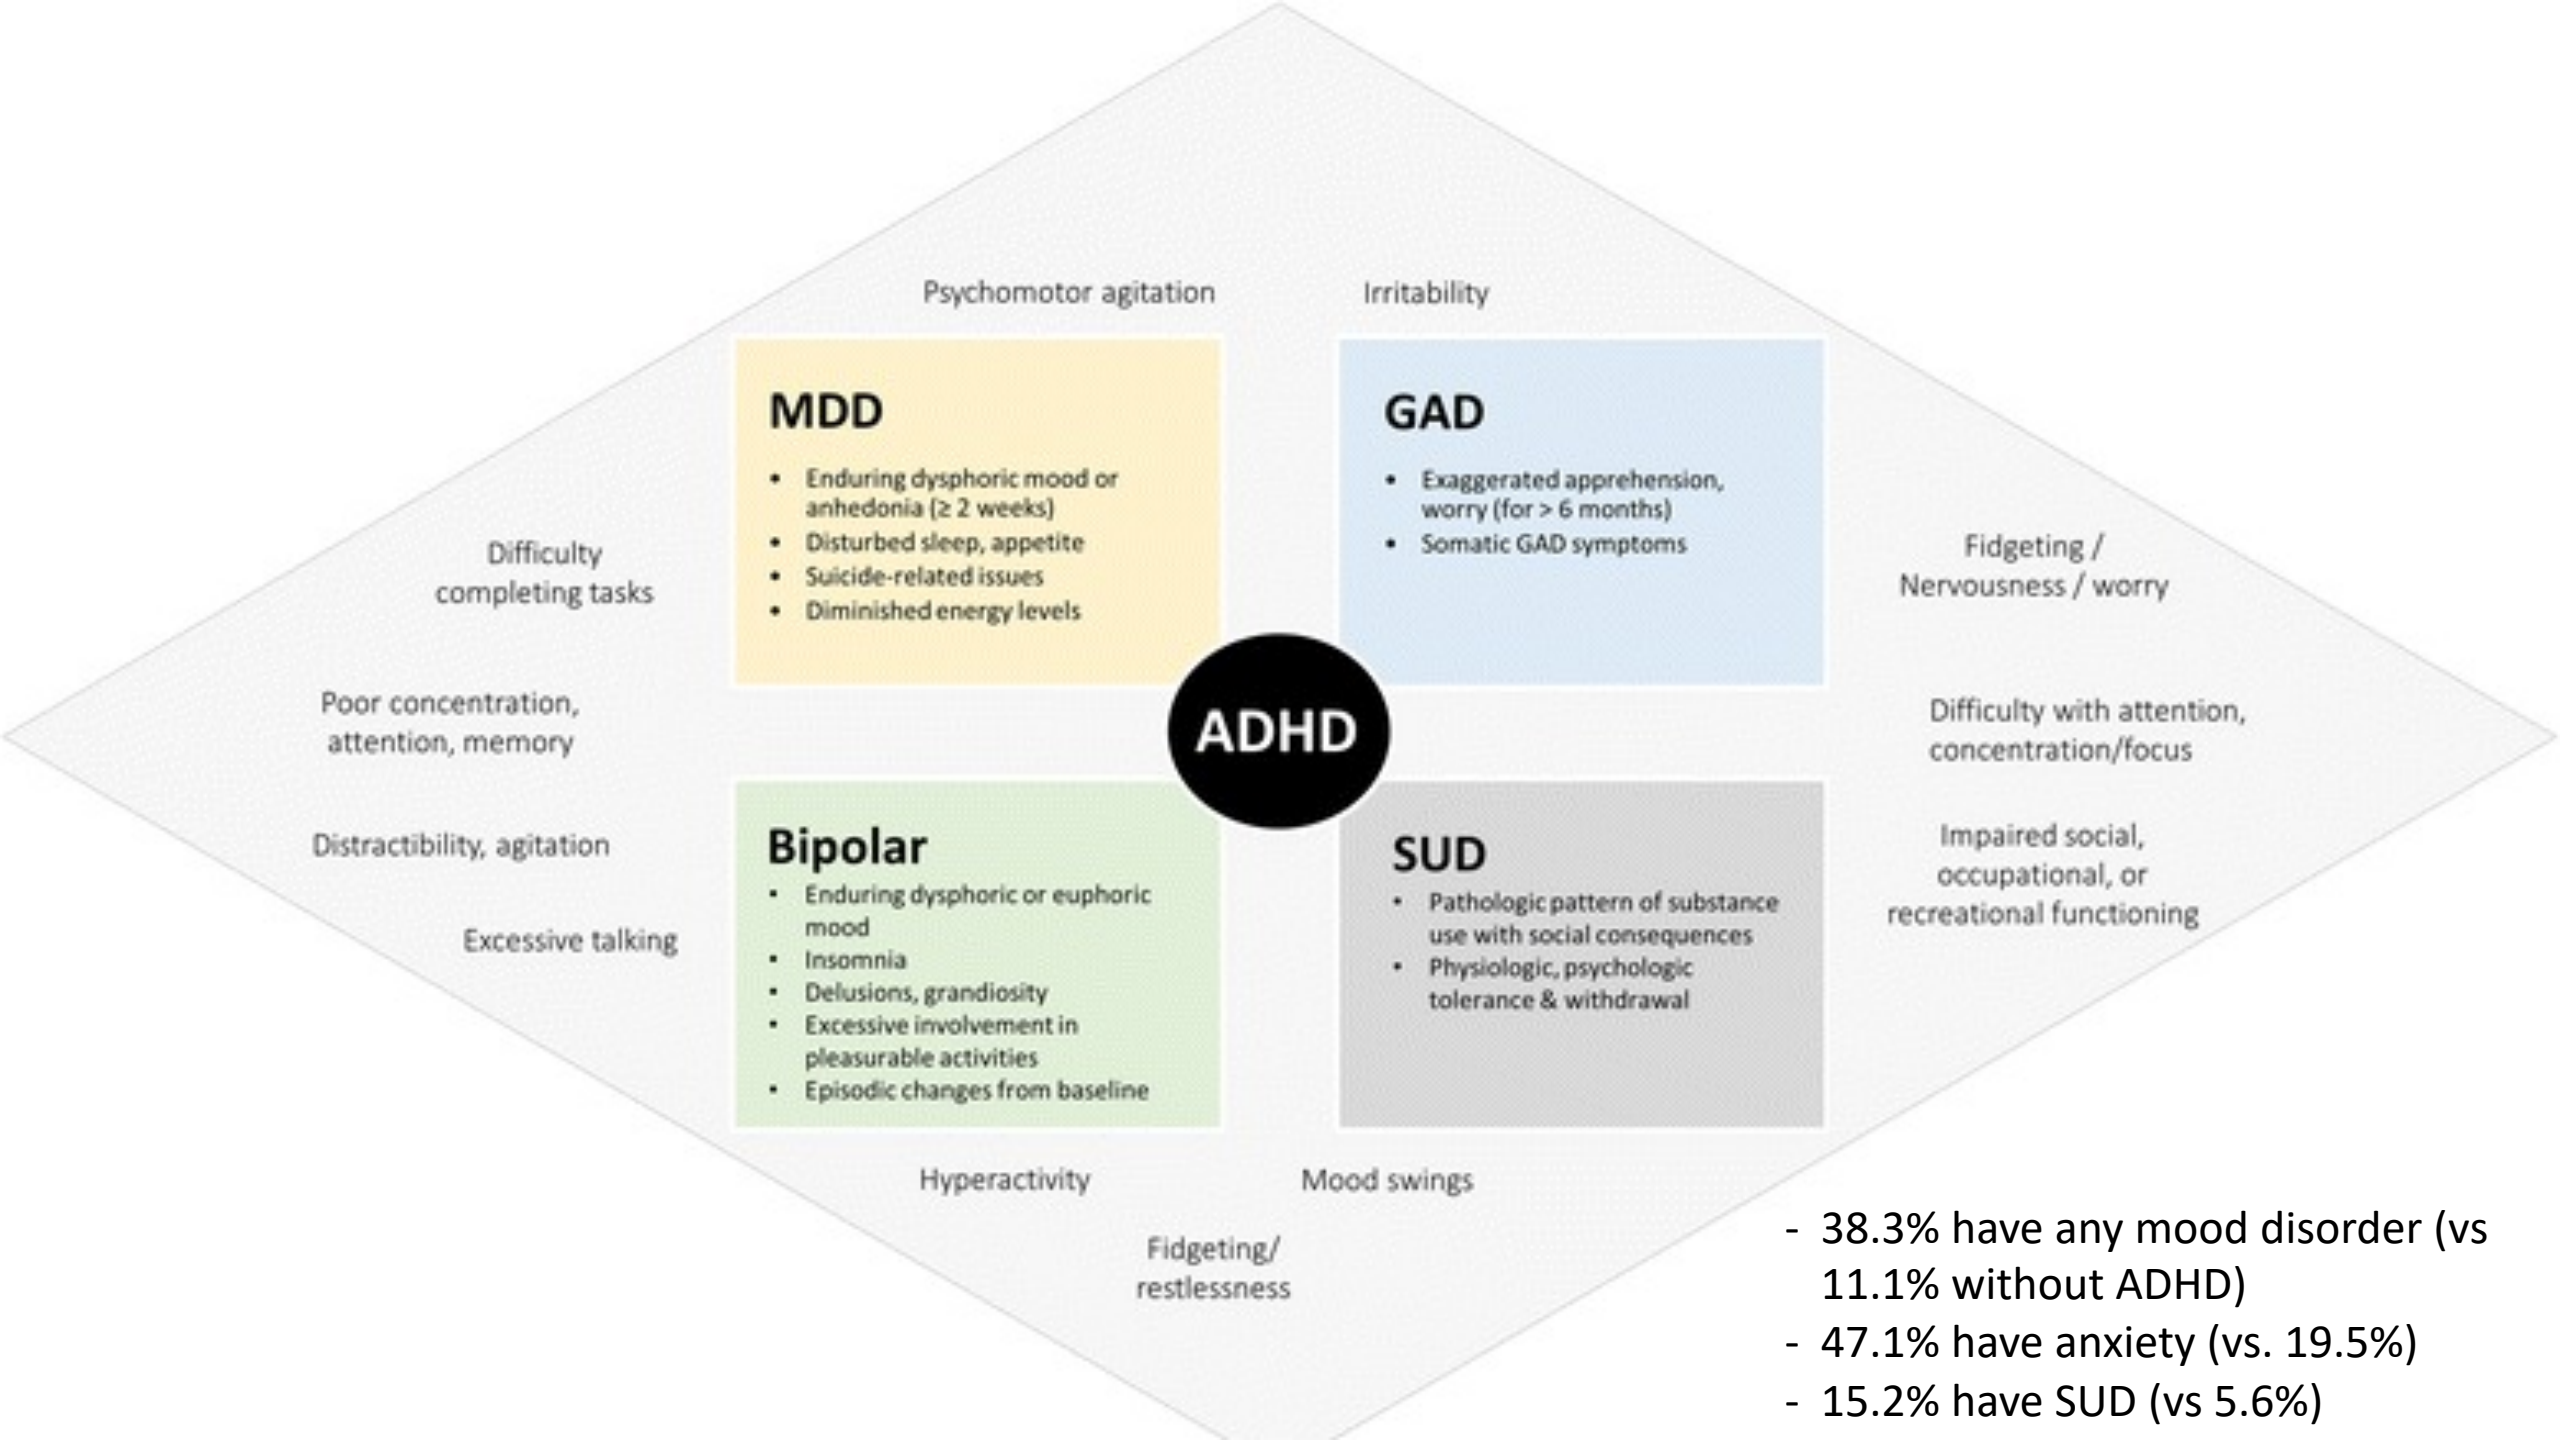 Psychomotor agitation
Irritability
MDD
• Enduring dysphoric mood or
anhedonia (≥ 2 weeks)
• Disturbed sleep, appetite
• Suicide-related issues
• Diminished energy levels
GAD
• Exaggerated apprehension,
worry (for > 6 months)
• Somatic GAD symptoms
Difficulty
completing tasks
Poor concentration,
attention, memory
Distractibility, agitation
Excessive talking
ADHD
Fidgeting /
Nervousness / worry
Difficulty with attention,
concentration/focus
Impaired social,
occupational, or
recreational functioning
Bipolar
• Enduring dysphoric or euphoric
mood
• Insomnia
• Delusions, grandiosity
• Excessive involvement in
pleasurable activities
• Episodic changes from baseline
SUD
• Pathologic pattern of substance
use with social consequences
• Physiologic, psychologic
tolerance & withdrawal
Hyperactivity
Mood swings
Fidgeting/
restlessness
- 38.3% have any mood disorder (vs
11.1% without ADHD)
- 47.1% have anxiety (vs. 19.5%)
- 15.2% have SUD (vs 5.6%)